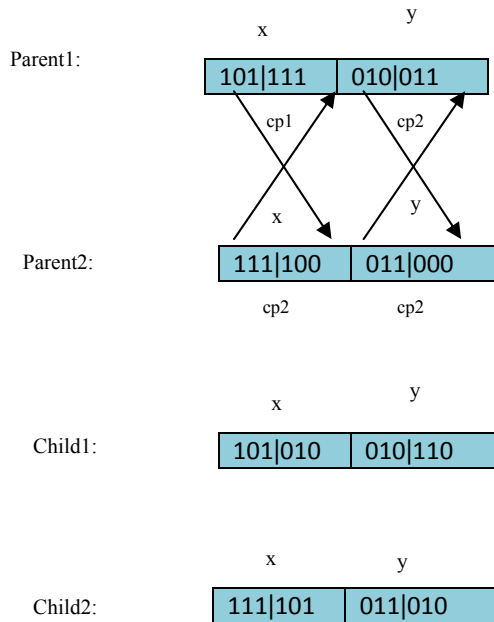 x y
Parent1: 101|111 010|011
cp1 cp2
x y
Parent2: 111|100 011|000
cp2 cp2
x y
Child1: 101|010 010|110
x y
Child2: 111|101 011|010